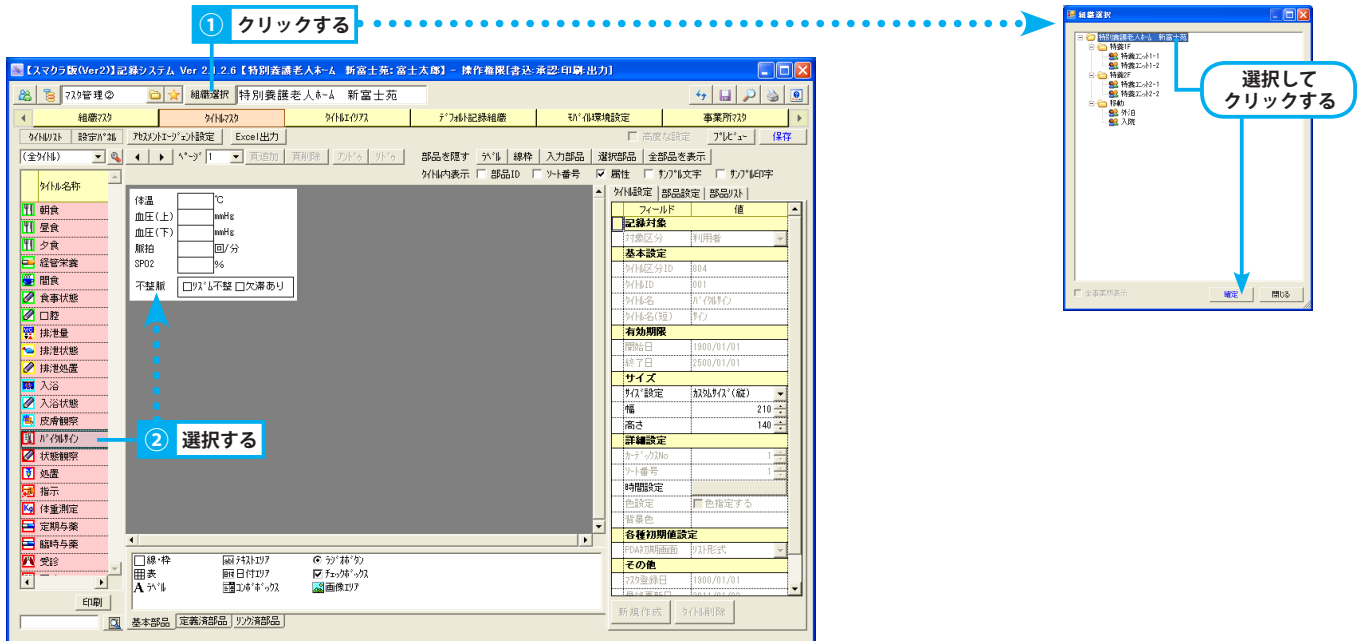 ① クリックする
組織選択
特別養護老人ﾎｰﾑ 新富士苑
特養1F
特養ﾕﾆｯﾄ1-1
特養ﾕﾆｯﾄ1-2
特養2F
特養ﾕﾆｯﾄ2-1
特養ﾕﾆｯﾄ2-2
移動
外泊
入院
選択して
クリックする
全事業所表示
確定
閉じる
【スマクラ版(Ver2)】記録システム Ver 2.1.2.6【特別養護老人ﾎｰﾑ 新富士苑:富士太郎】 - 操作権限[書込:承認:印刷:出力]
ﾏｽﾀ管理② 組織選択 特別養護老人ﾎｰﾑ 新富士苑
組織ﾏｽﾀ ﾀｲﾄﾙﾏｽﾀ ﾀｲﾄﾙｴｲﾘｱｽ ﾃﾞﾌｫﾙﾄ記録組織 ﾓﾊﾞｲﾙ環境設定 事業所ﾏｽﾀ
ﾀｲﾄﾙﾘｽﾄ 設定ﾊﾟﾈﾙ ｱｾｽﾒﾝﾄｴｰｼﾞｪﾝﾄ設定 Excel出力 高度な設定 ﾌﾟﾚﾋﾞｭｰ 保存
(全ﾀｲﾄﾙ) ﾍﾟｰｼﾞ 1 頁追加 頁削除 ｱﾝﾄﾞｩ ﾘﾄﾞｩ 部品を隠す ﾗﾍﾞﾙ 線枠 入力部品 選択部品 全部品を表示
ﾀｲﾄﾙ内表示 部品ID ｿｰﾄ番号 属性 ｻﾝﾌﾟﾙ文字 ｻﾝﾌﾟﾙ印字
ﾀｲﾄﾙ名称
朝食
昼食
夕食
経管栄養
間食
食事状態
口腔
排泄量
排泄状態
排泄処置
入浴
入浴状態
皮膚観察
ﾊﾞｲﾀﾙｻｲﾝ
状態観察
処置
指示
体重測定
定期与薬
臨時与薬
受診
印刷
体温 ℃
血圧(上) mmHg
血圧(下) mmHg
脈拍 回/分
SPO2 %
不整脈 □ﾘｽﾞﾑ不整 □欠滞あり
② 選択する
線･枠 ﾃｷｽﾄｴﾘｱ ﾗｼﾞｵﾎﾞﾀﾝ
表 日付ｴﾘｱ ﾁｪｯｸﾎﾞｯｸｽ
A ﾗﾍﾞﾙ ｺﾝﾎﾞﾎﾞｯｸｽ 画像ｴﾘｱ
基本部品 定義済部品 ﾘﾝｸ済部品
ﾀｲﾄﾙ設定 部品設定 部品ﾘｽﾄ
フィールド 値
記録対象
対象区分 利用者
基本設定
ﾀｲﾄﾙ区分ID 804
ﾀｲﾄﾙID 001
ﾀｲﾄﾙ名 ﾊﾞｲﾀﾙｻｲﾝ
ﾀｲﾄﾙ名(短) ｻｲﾝ
有効期限
開始日 1900/01/01
終了日 2500/01/01
サイズ
ｻｲｽﾞ設定 ｶｽﾀﾑｻｲｽﾞ(縦)
幅 210
高さ 140
詳細設定
ｶｰﾃﾞｯｸｽNo 1
ｿｰﾄ番号 1
時間設定
色設定 色指定する
背景色
各種初期値設定
PDA初期画面 ﾘｽﾄ形式
その他
ﾏｽﾀ登録日 1900/01/01
新規作成 ﾀｲﾄﾙ削除